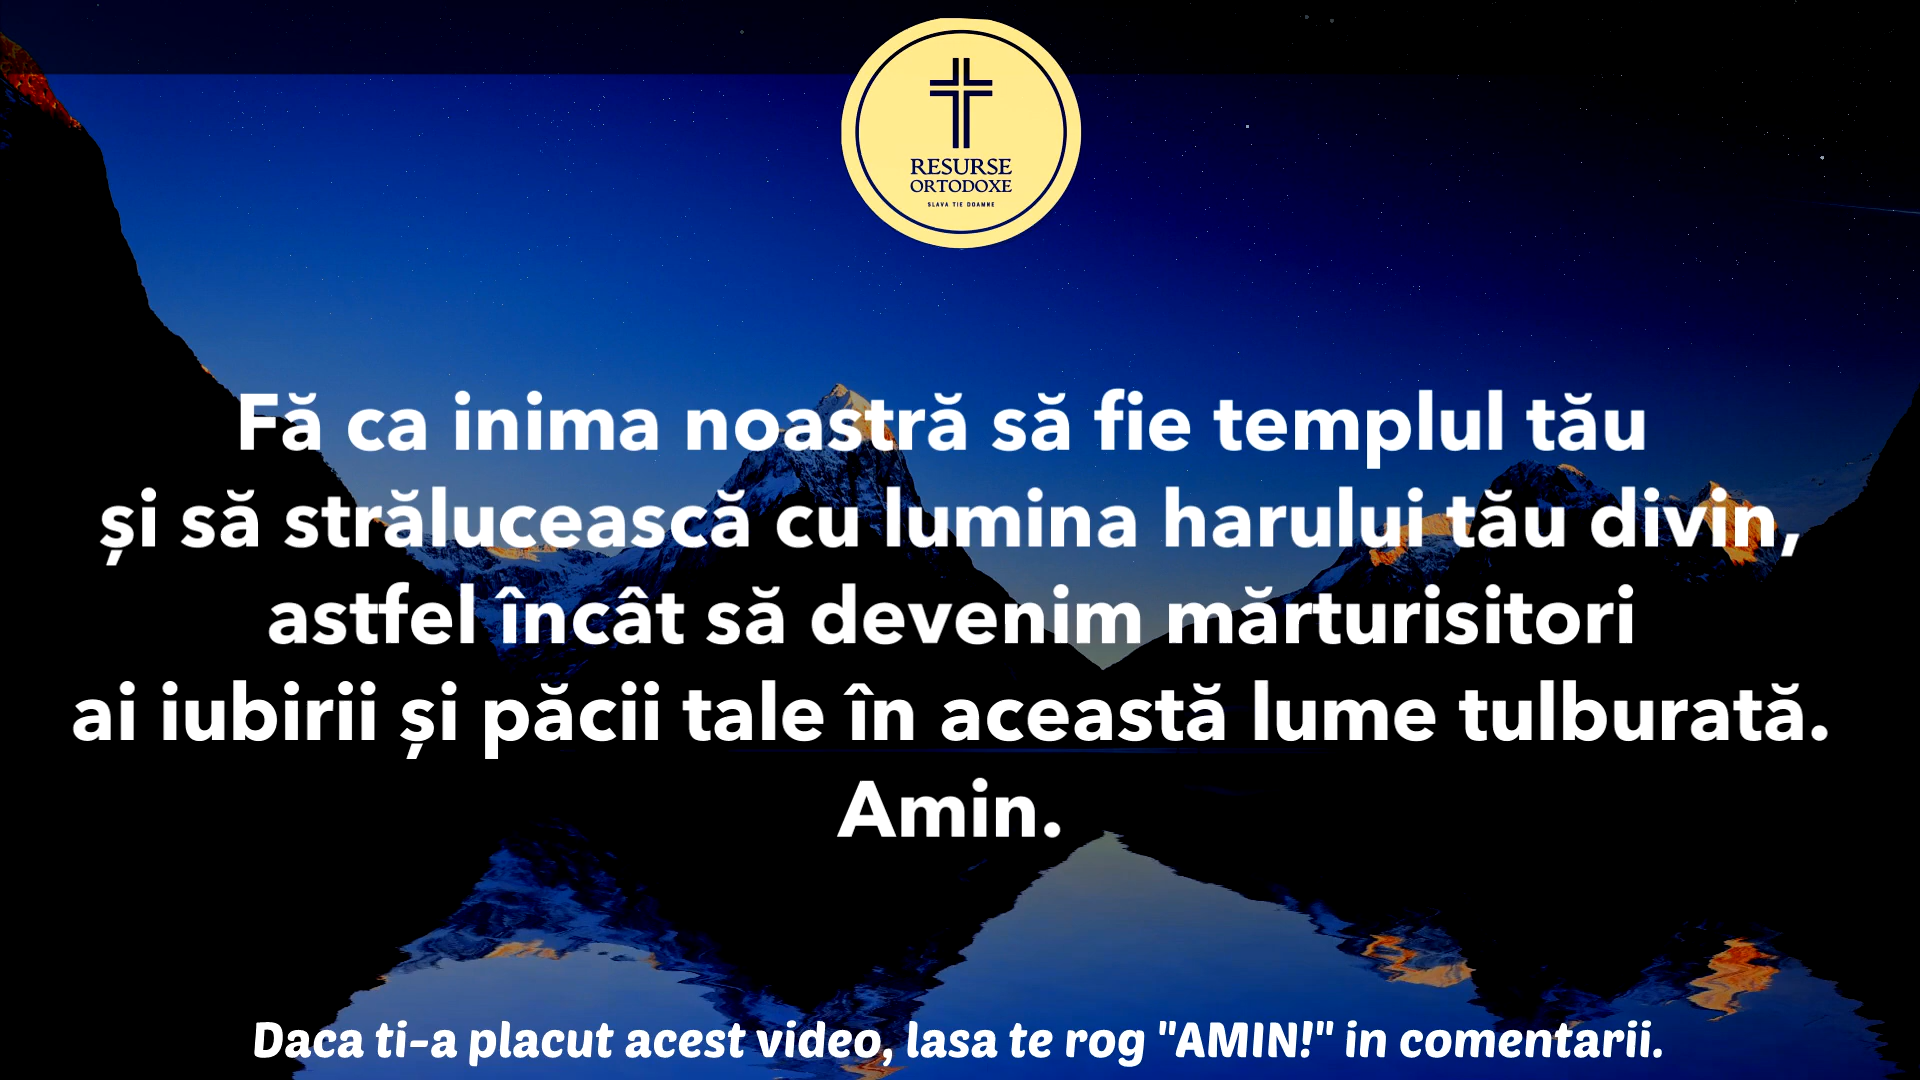 RESURSE
ORTODOXE
SLAVA TIE DOAMNE
Fă ca inima noastră să fie templul tău
și să strălucească cu lumina harului tău divin,
astfel încât să devenim mărturisitori
ai iubirii și păcii tale în această lume tulburată.
Amin.
Daca ti-a placut acest video, lasa te rog "AMIN!" in comentarii.